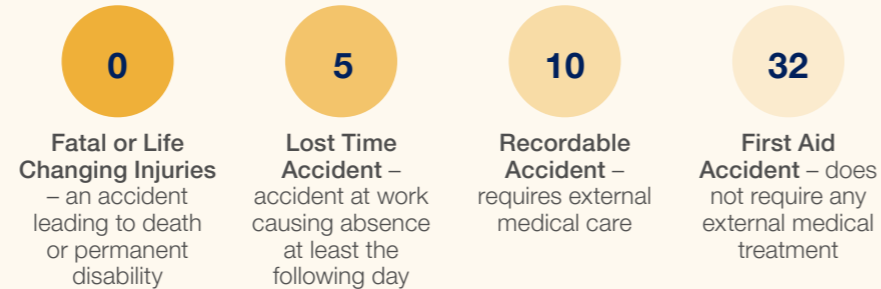 0
Fatal or Life
Changing Injuries
– an accident
leading to death
or permanent
disability
5
Lost Time
Accident –
accident at work
causing absence
at least the
following day
10
Recordable
Accident –
requires external
medical care
32
First Aid
Accident – does
not require any
external medical
treatment